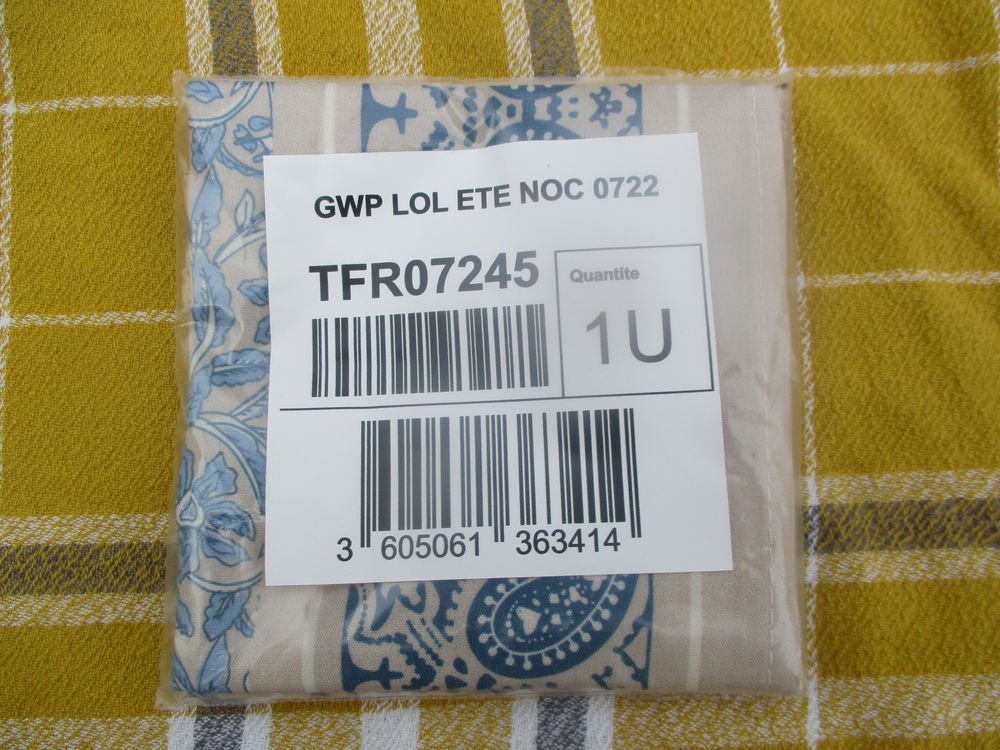 GWP LOL ETE NOC 0722
TFR07245
Quantite
1U
3 605061 363414